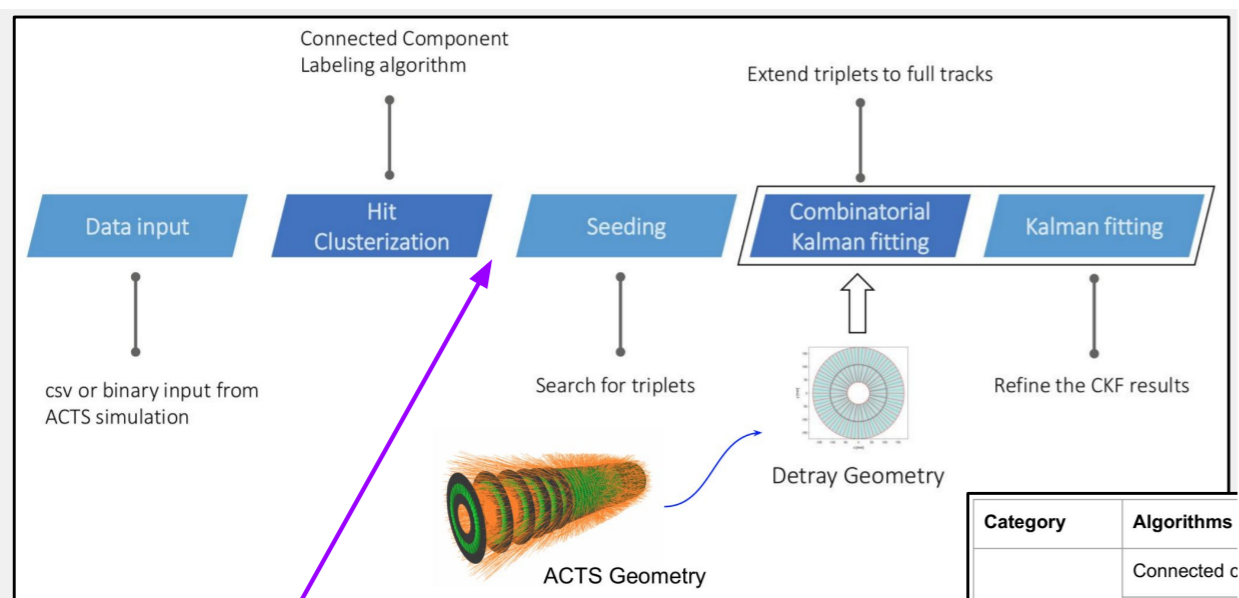 Connected Component
Labeling algorithm
Extend triplets to full tracks
Data input
Hit
Clusterization
Seeding
Combinatorial
Kalman fitting
Kalman fitting
csv or binary input from
ACTS simulation
Search for triplets
Refine the CKF results
Detray Geometry
ACTS Geometry
Category
Algorithms
Connected c